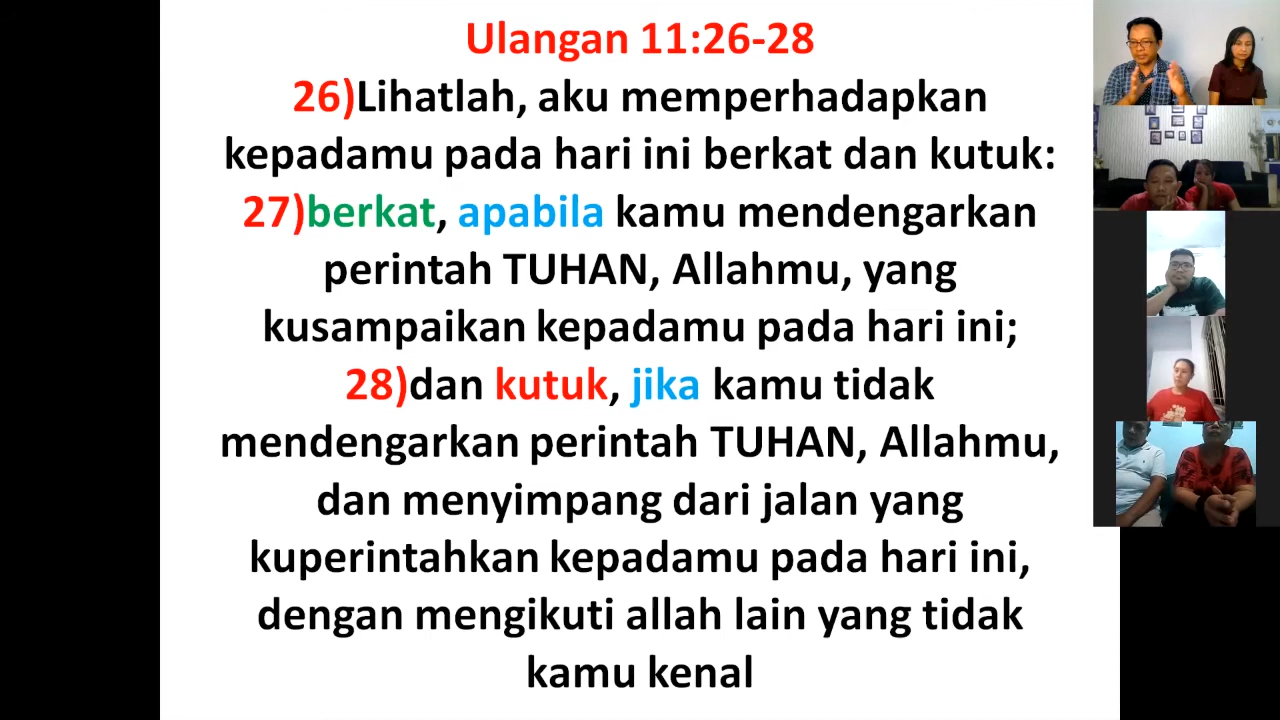 Ulangan 11:26-28
26)Lihatlah, aku memperhadapkan
kepadamu pada hari ini berkat dan kutuk:
27)berkat, apabila kamu mendengarkan
perintah TUHAN, Allahmu, yang
kusampaikan kepadamu pada hari ini;
28)dan kutuk, jika kamu tidak
mendengarkan perintah TUHAN, Allahmu,
dan menyimpang dari jalan yang
kuperintahkan kepadamu pada hari ini,
dengan mengikuti allah lain yang tidak
kamu kenal